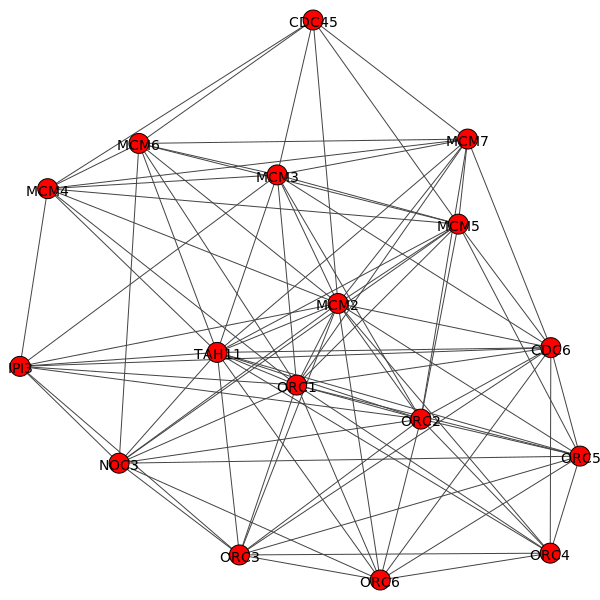 CDC45
MCM6
MCM7
MCM3
MCM4
MCM5
MCM2
TAH11
CDC6
IPI3
ORC1
ORC2
NOC3
ORC5
ORC3
ORC4
ORC6